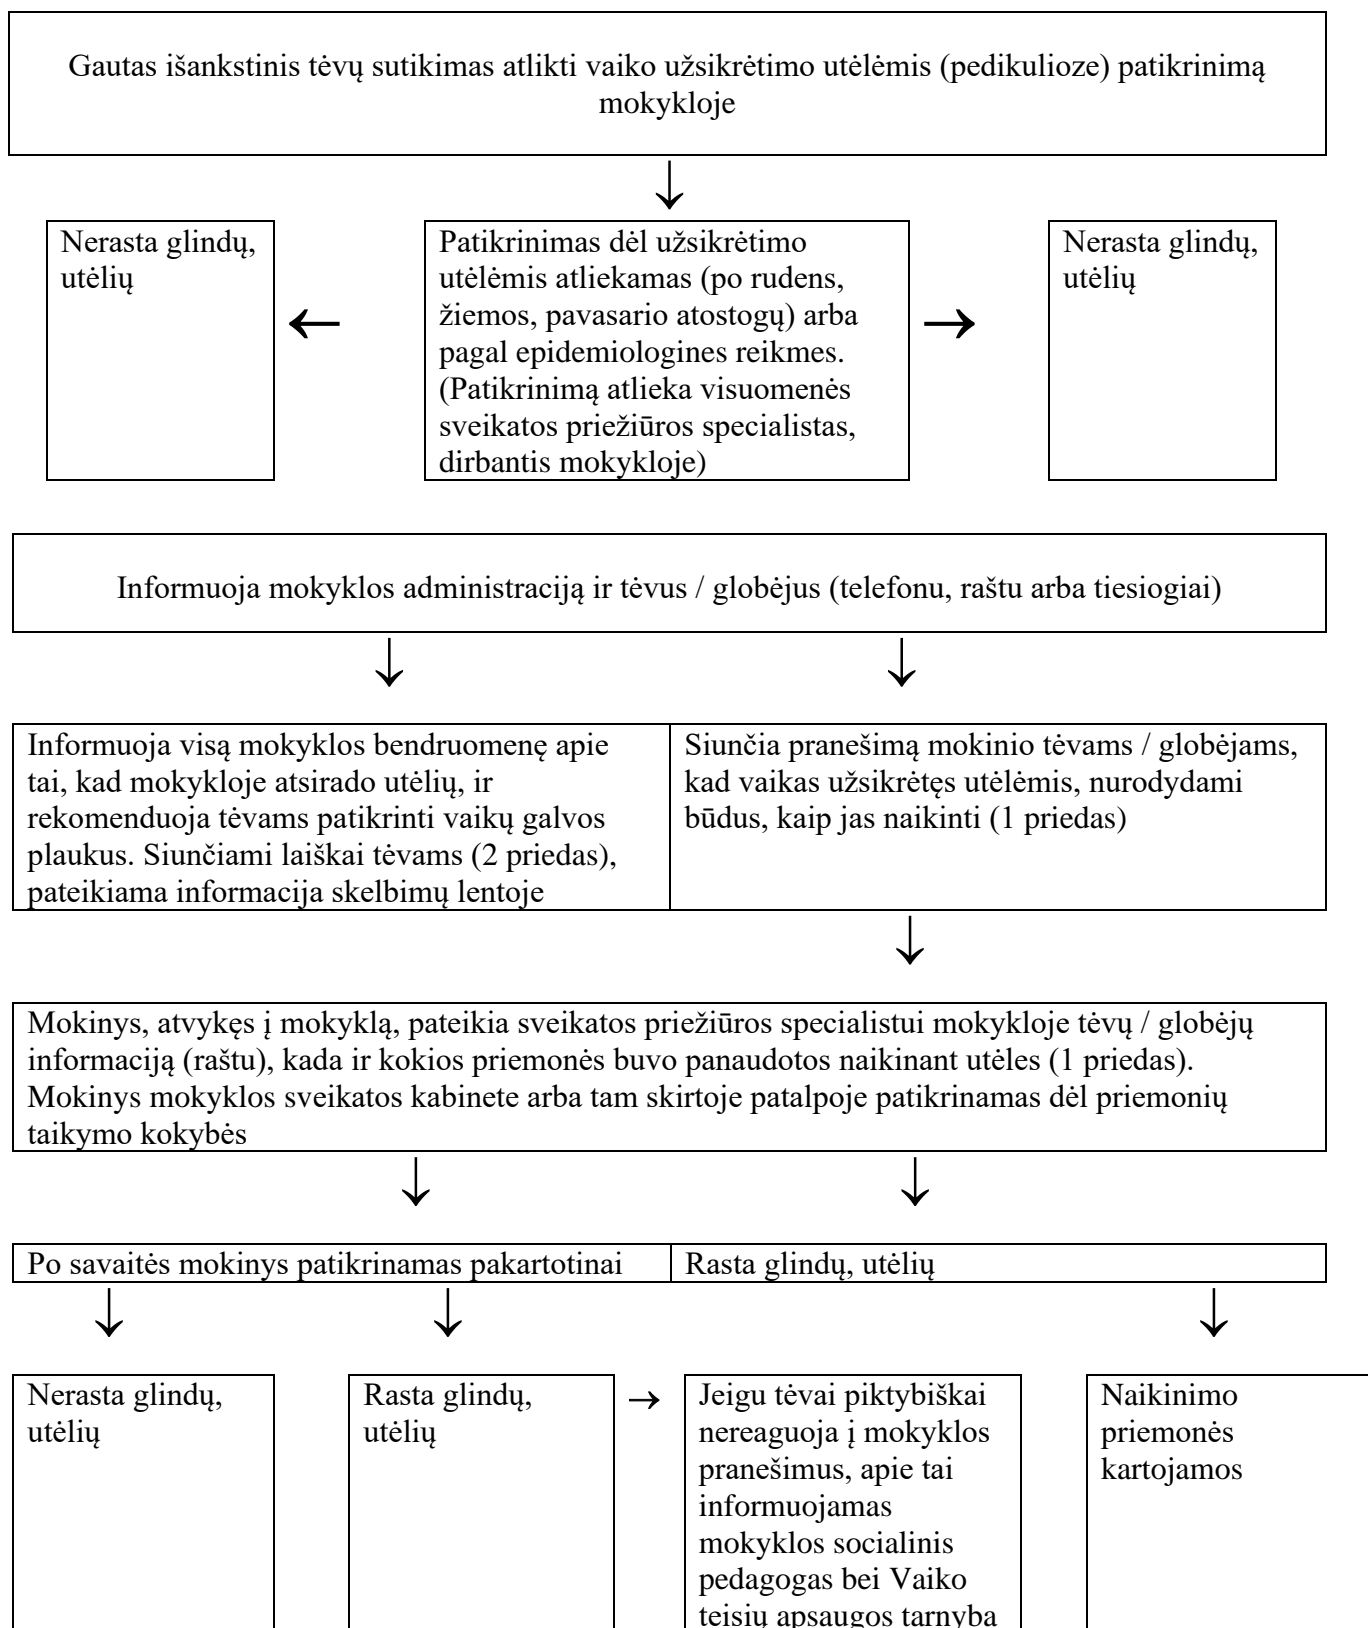 Gautas išankstinis tėvų sutikimas atlikti vaiko užsikrėtimo utėlėmis (pedikulioze) patikrinimą
mokykloje
Nerasta glindų,
utėlių
Patikrinimas dėl užsikrėtimo
utėlėmis atliekamas (po rudens,
žiemos, pavasario atostogų) arba
pagal epidemiologines reikmes.
(Patikrinimą atlieka visuomenės
sveikatos priežiūros specialistas,
dirbantis mokykloje)
Nerasta glindų,
utėlių
Informuoja mokyklos administraciją ir tėvus / globėjus (telefonu, raštu arba tiesiogiai)
Informuoja visą mokyklos bendruomenę apie
tai, kad mokykloje atsirado utėlių, ir
rekomenduoja tėvams patikrinti vaikų galvos
plaukus. Siunčiami laiškai tėvams (2 priedas),
pateikiama informacija skelbimų lentoje
Siunčia pranešimą mokinio tėvams / globėjams,
kad vaikas užsikrėtęs utėlėmis, nurodydami
būdus, kaip jas naikinti (1 priedas)
Mokinys, atvykęs į mokyklą, pateikia sveikatos priežiūros specialistui mokykloje tėvų / globėjų
informaciją (raštu), kada ir kokios priemonės buvo panaudotos naikinant utėles (1 priedas).
Mokinys mokyklos sveikatos kabinete arba tam skirtoje patalpoje patikrinamas dėl priemonių
taikymo kokybės
Po savaitės mokinys patikrinamas pakartotinai
Rasta glindų, utėlių
Nerasta glindų,
utėlių
Rasta glindų,
utėlių
Jeigu tėvai piktybiškai
nereaguoja į mokyklos
pranešimus, apie tai
informuojamas
mokyklos socialinis
pedagogas bei Vaiko
teisių apsaugos tarnyba
Naikinimo
priemonės
kartojamos